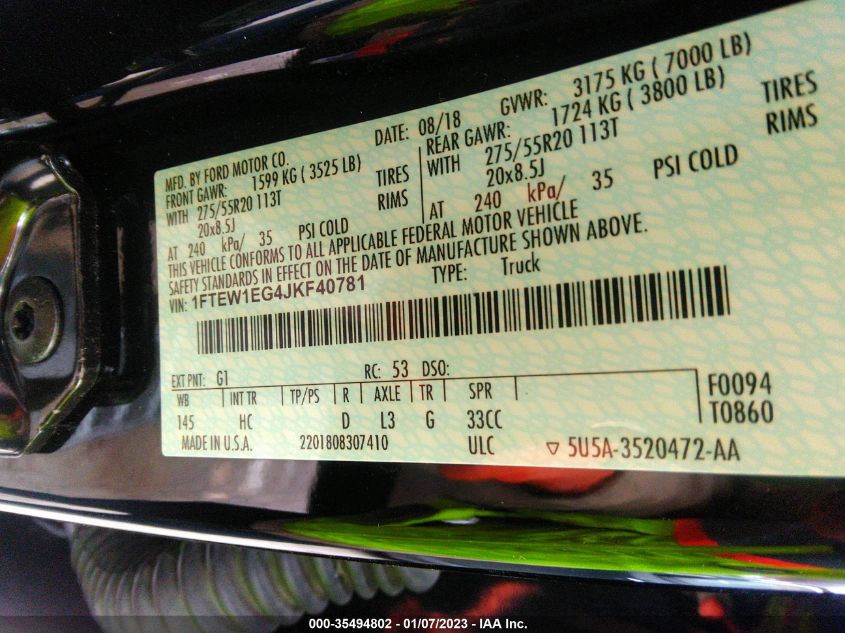 MFD. BY FORD MOTOR CO.
DATE: 08/18 GVWR: 3175 KG ( 7000 LB)
FRONT GAWR: 1599 KG ( 3525 LB)
REAR GAWR: 1724 KG ( 3800 LB)
WITH 275/55R20 113T TIRES
WITH 275/55R20 113T TIRES
20x8.5J RIMS
20x8.5J RIMS
AT 240 kPa/ 35 PSI COLD
AT 240 kPa/ 35 PSI COLD
THIS VEHICLE CONFORMS TO ALL APPLICABLE FEDERAL MOTOR VEHICLE
SAFETY STANDARDS IN EFFECT ON THE DATE OF MANUFACTURE SHOWN ABOVE.
VIN: 1FTEW1EG4JKF40781 TYPE: Truck
EXT PNT: G1 RC: 53 DSO:
WB INT TR TP/PS R AXLE TR SPR F0094
145 HC D L3 G 33CC T0860
MADE IN U.S.A. 2201808307410 ULC ▽ 5U5A-3520472-AA
000-35494802 - 01/07/2023 - IAA Inc.